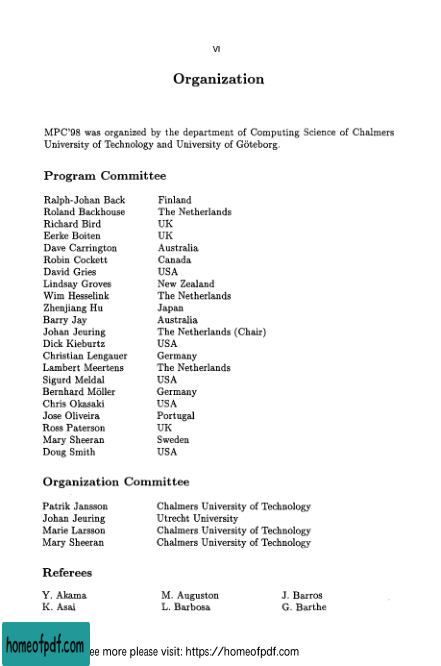 VI
Organization
MPC'98 was organized by the department of Computing Science of Chalmers
University of Technology and University of Göteborg.
Program Committee
Ralph-Johan Back Finland
Roland Backhouse The Netherlands
Richard Bird UK
Eerke Boiten UK
Dave Carrington Australia
Robin Cockett Canada
David Gries USA
Lindsay Groves New Zealand
Wim Hesselink The Netherlands
Zhenjiang Hu Japan
Barry Jay Australia
Johan Jeuring The Netherlands (Chair)
Dick Kieburtz USA
Christian Lengauer Germany
Lambert Meertens The Netherlands
Sigurd Meldal USA
Bernhard Möller Germany
Chris Okasaki USA
Jose Oliveira Portugal
Ross Paterson UK
Mary Sheeran Sweden
Doug Smith USA
Organization Committee
Patrik Jansson Chalmers University of Technology
Johan Jeuring Utrecht University
Marie Larsson Chalmers University of Technology
Mary Sheeran Chalmers University of Technology
Referees
Y. Akama M. Auguston J. Barros
K. Asai L. Barbosa G. Barthe
homeofpdf.com ee more please visit: https://homeofpdf.com